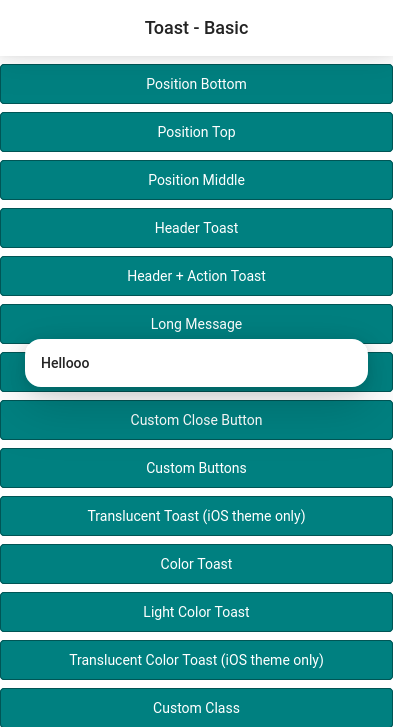 Toast - Basic
Position Bottom
Position Top
Position Middle
Header Toast
Header + Action Toast
Long Message
Hellooo
Custom Close Button
Custom Buttons
Translucent Toast (iOS theme only)
Color Toast
Light Color Toast
Translucent Color Toast (iOS theme only)
Custom Class